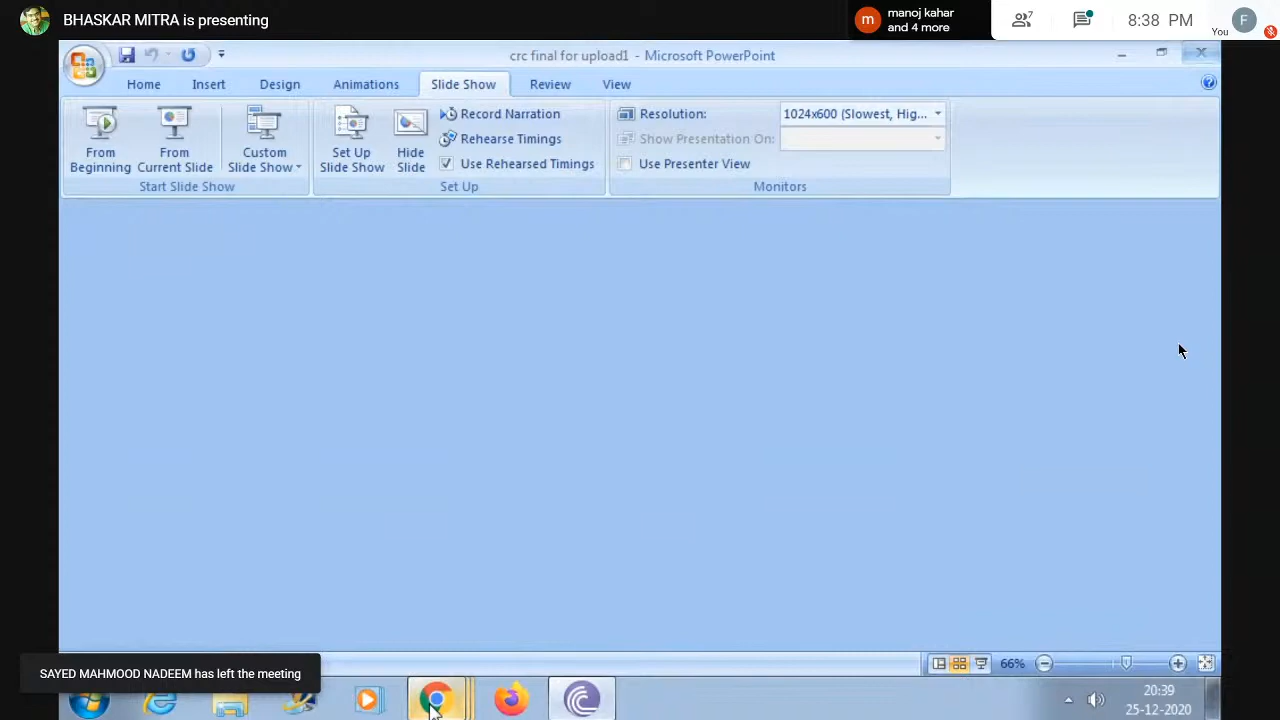 BHASKAR MITRA is presenting
manoj kahar
and 4 more
7
8:38 PM
F
You
m
crc final for upload1 - Microsoft PowerPoint
Home Insert Design Animations Slide Show Review View
From
Beginning
From
Current Slide
Custom
Slide Show
Start Slide Show
Set Up
Slide Show
Hide
Slide
Record Narration
Rehearse Timings
Use Rehearsed Timings
Set Up
Resolution: 1024x600 (Slowest, Hig...
Show Presentation On:
Use Presenter View
Monitors
66%
SAYED MAHMOOD NADEEM has left the meeting
20:39
25-12-2020